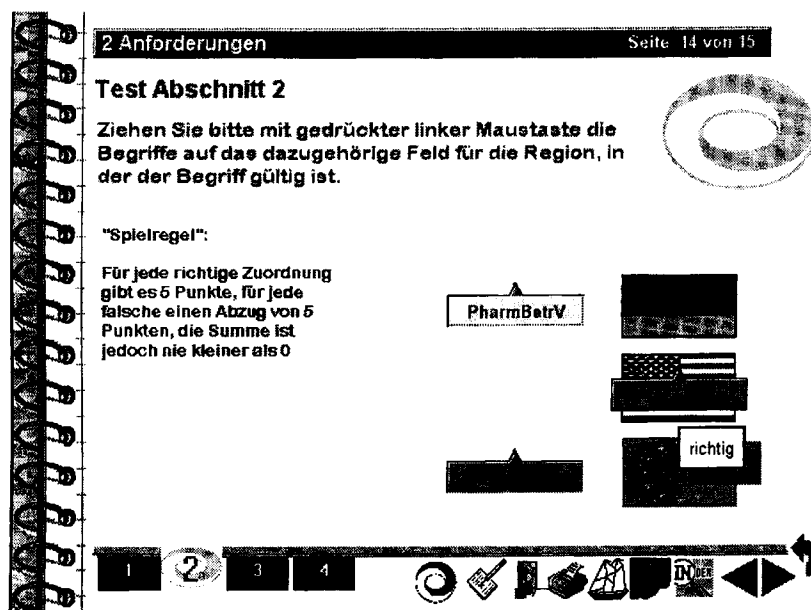 2 Anforderungen
Seite 14 von 15
Test Abschnitt 2
Ziehen Sie bitte mit gedrückter linker Maustaste die
Begriffe auf das dazugehörige Feld für die Region, in
der der Begriff gültig ist.
"Spielregel":
Für jede richtige Zuordnung
gibt es 5 Punkte, für jede
falsche einen Abzug von 5
Punkten, die Summe ist
jedoch nie kleiner als 0
PharmBetrV
richtig
1 2 3 4
INDEX